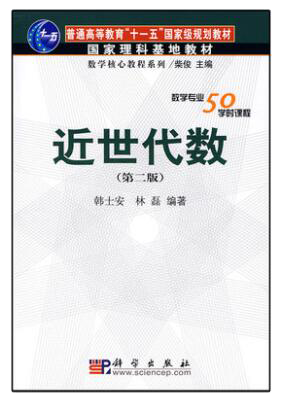 十一五
普通高等教育“十一五”国家级规划教材
国家理科基地教材
数学核心教程系列/柴俊 主编
数学专业50学时课程
近世代数
(第二版)
韩士安 林磊 编著
科学出版社
www.sciencep.com